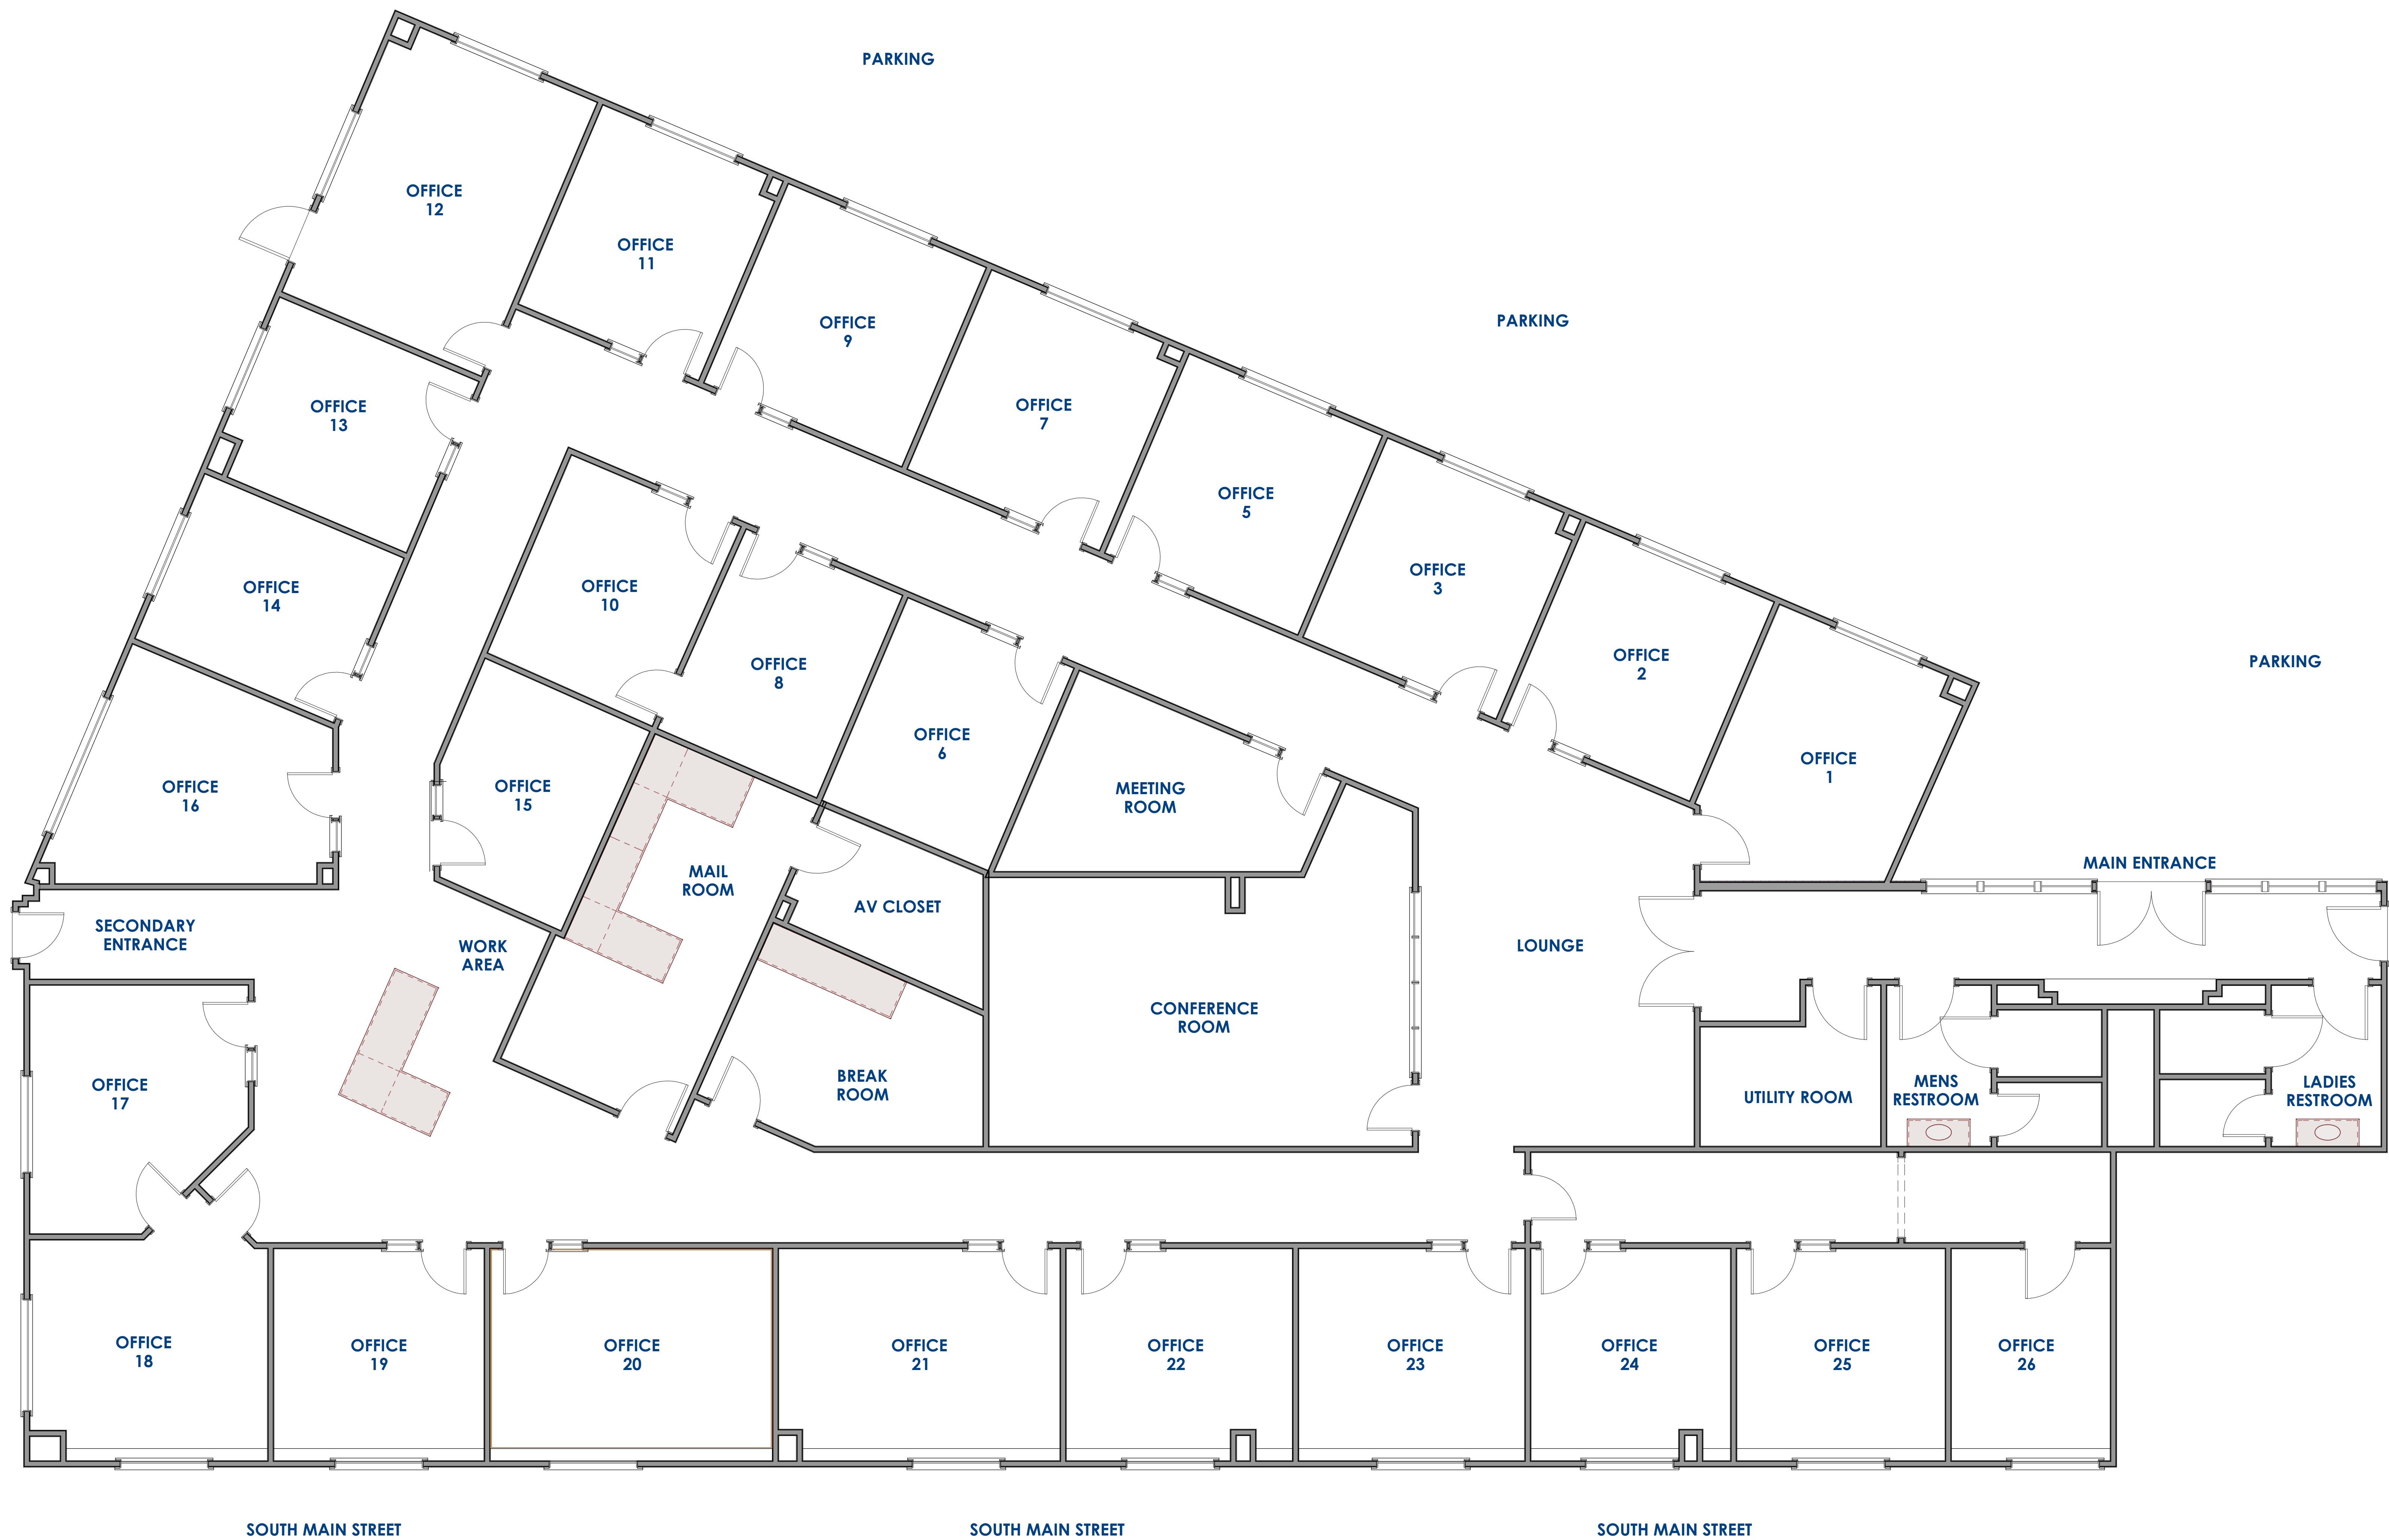 PARKING
OFFICE
12
OFFICE
11
PARKING
OFFICE
9
OFFICE
13
OFFICE
7
OFFICE
5
OFFICE
3
OFFICE
14
OFFICE
10
OFFICE
8
OFFICE
2
PARKING
OFFICE
6
OFFICE
1
OFFICE
16
OFFICE
15
MEETING
ROOM
MAIN ENTRANCE
MAIL
ROOM
AV CLOSET
SECONDARY
ENTRANCE
WORK
AREA
LOUNGE
CONFERENCE
ROOM
OFFICE
17
BREAK
ROOM
UTILITY ROOM
MENS
RESTROOM
LADIES
RESTROOM
OFFICE
18
OFFICE
19
OFFICE
20
OFFICE
21
OFFICE
22
OFFICE
23
OFFICE
24
OFFICE
25
OFFICE
26
SOUTH MAIN STREET
SOUTH MAIN STREET
SOUTH MAIN STREET